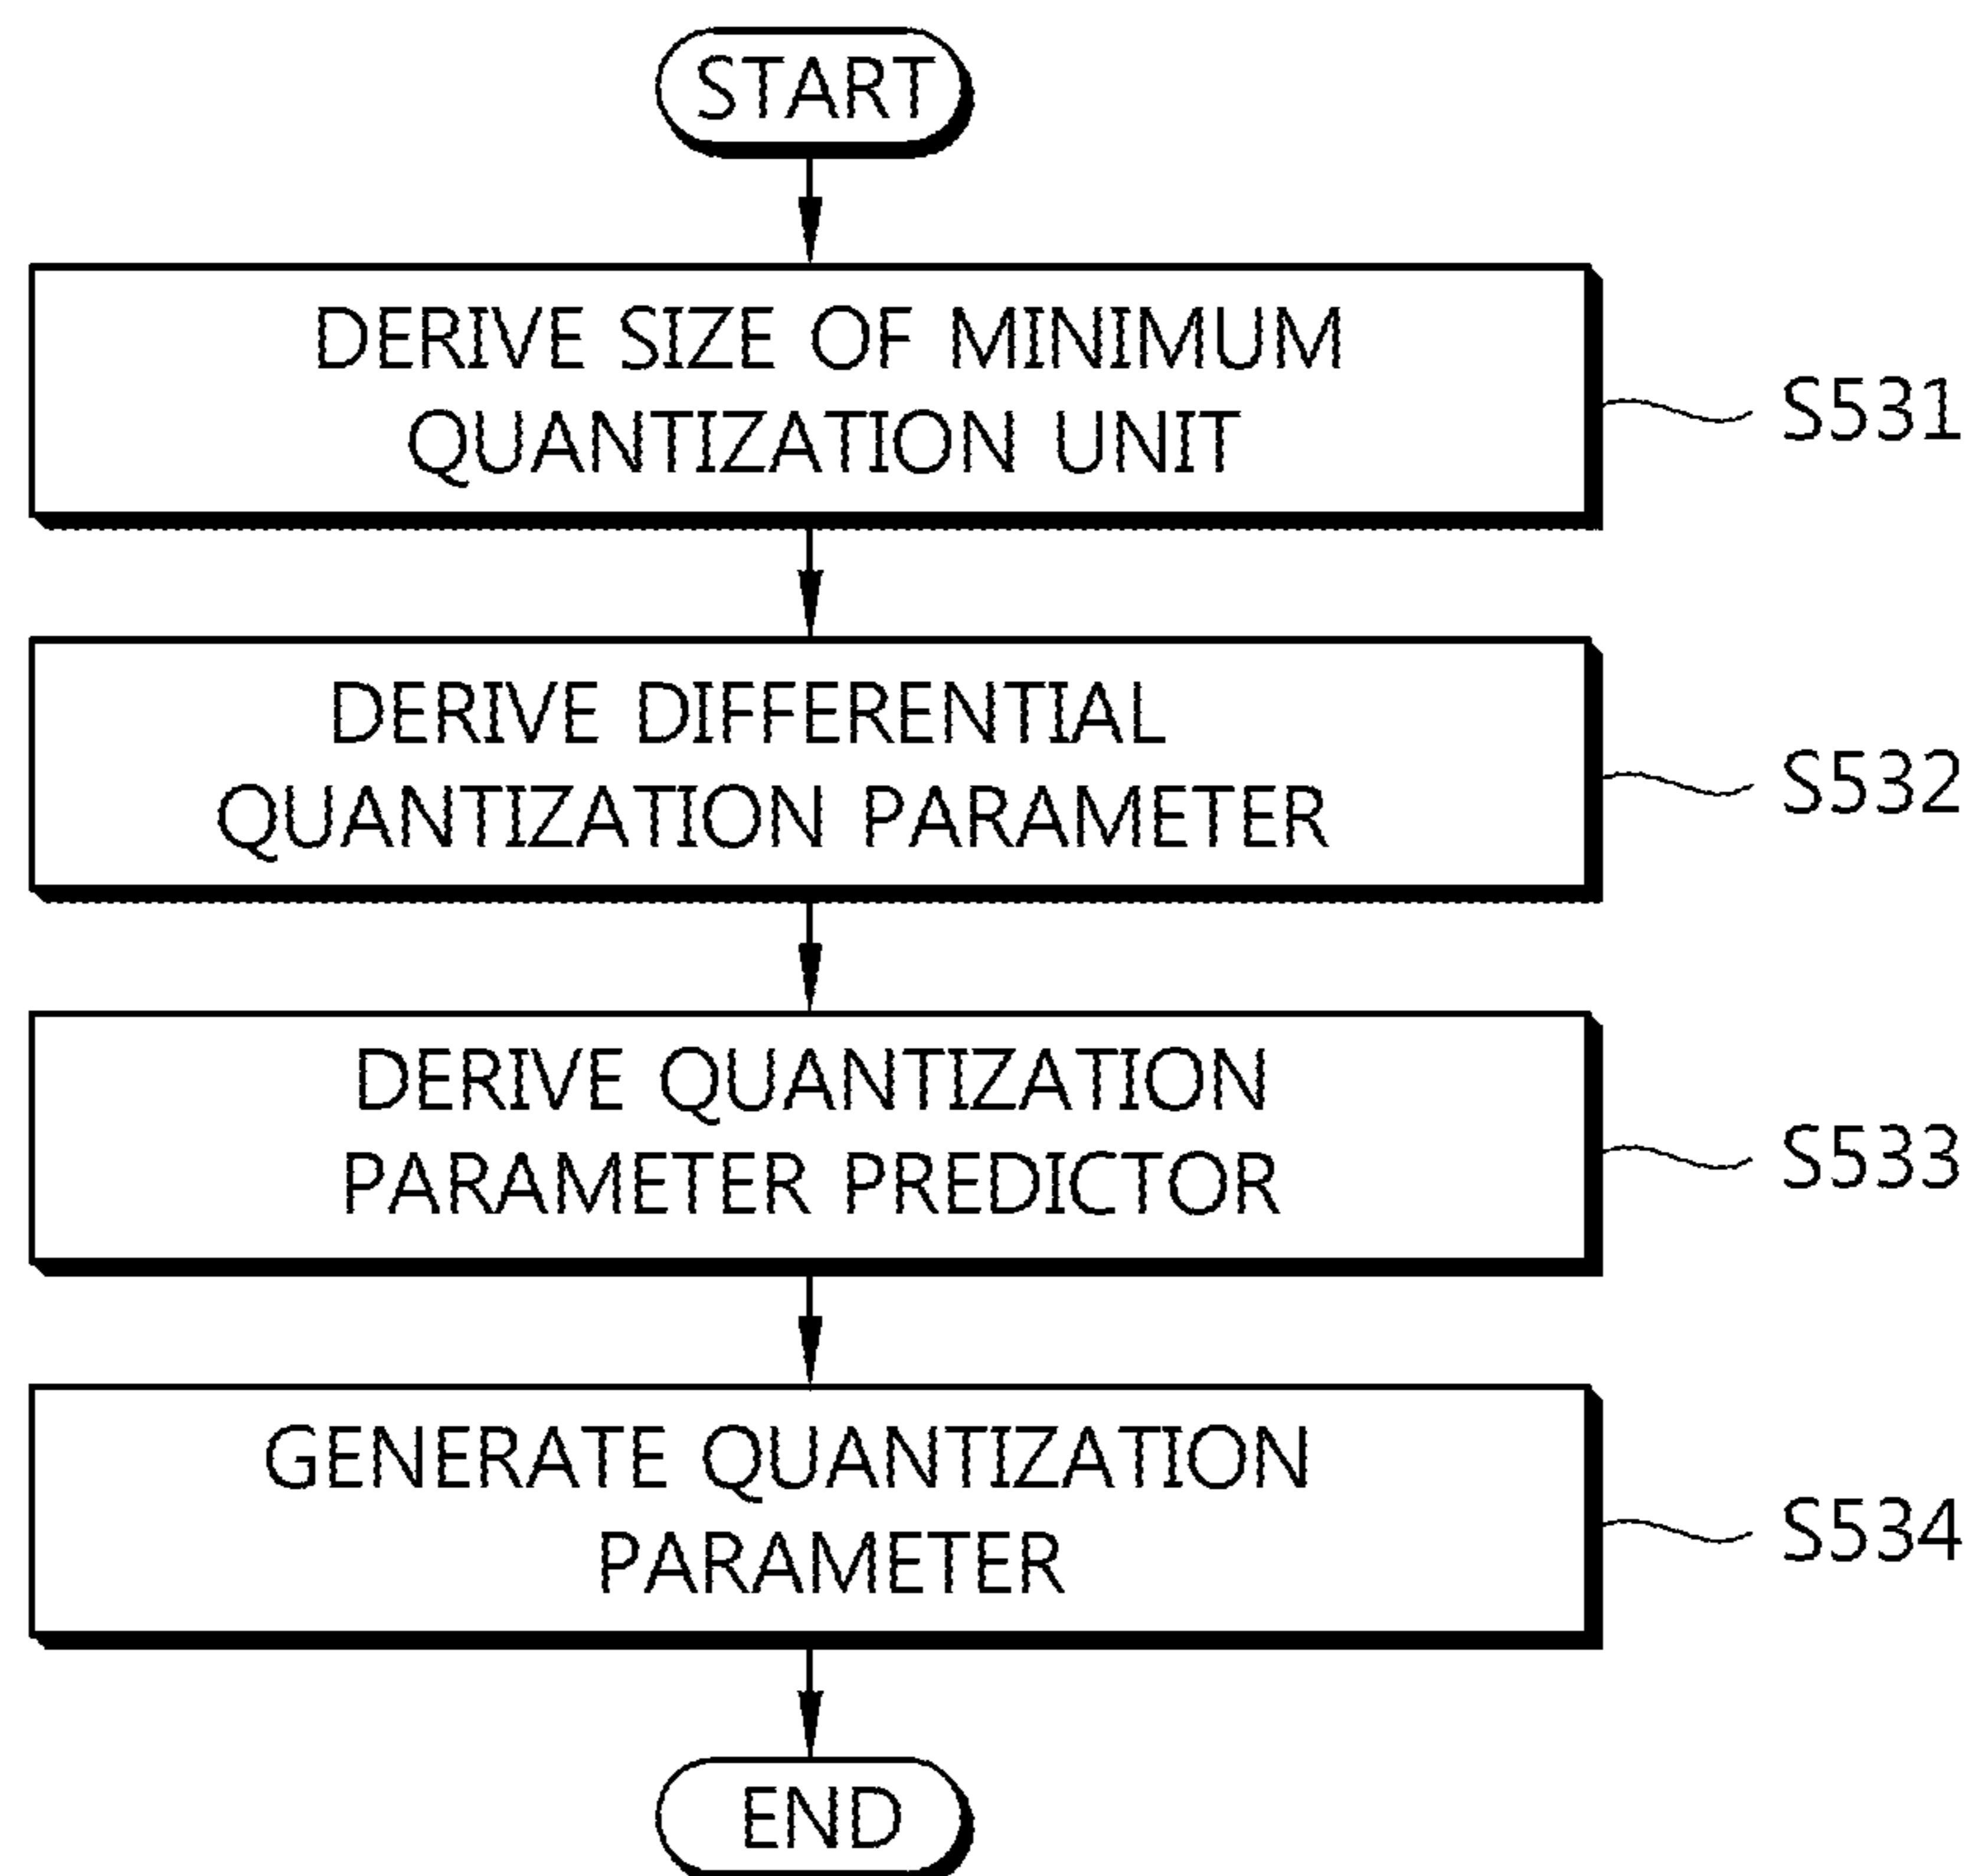 START
DERIVE SIZE OF MINIMUM
QUANTIZATION UNIT
S531
DERIVE DIFFERENTIAL
QUANTIZATION PARAMETER
S532
DERIVE QUANTIZATION
PARAMETER PREDICTOR
S533
GENERATE QUANTIZATION
PARAMETER
S534
END